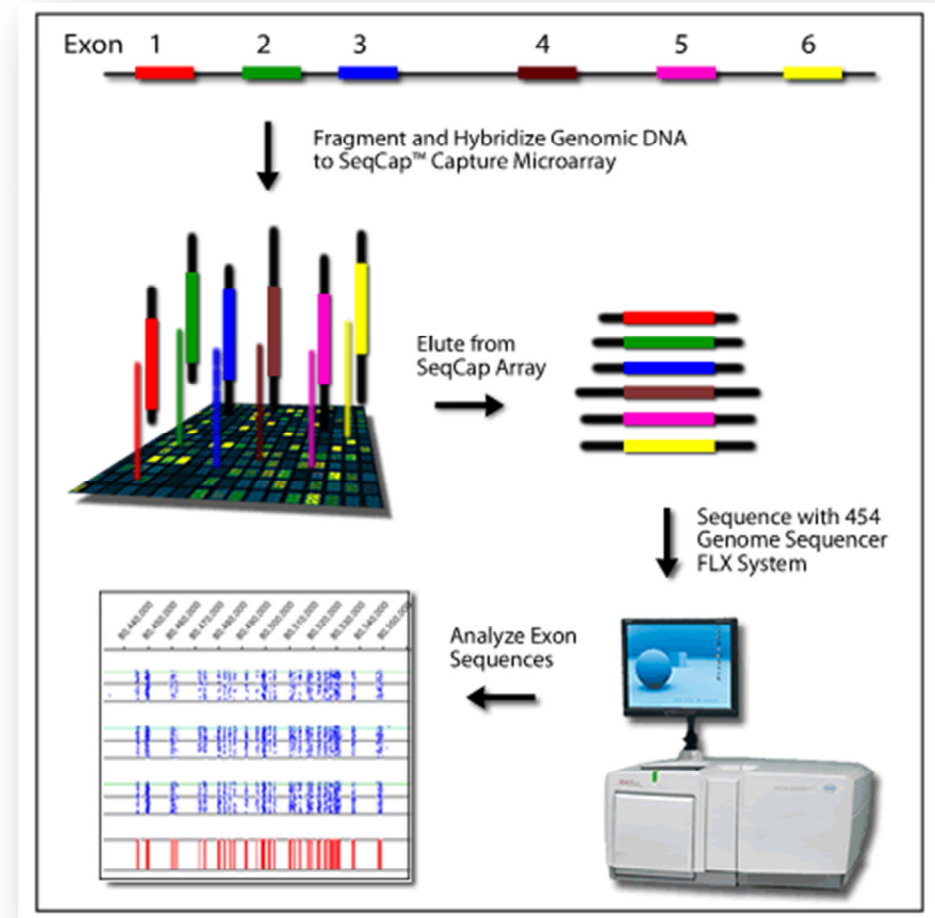 Exon 1 2 3 4 5 6
Fragment and Hybridize Genomic DNA
to SeqCap™ Capture Microarray
Elute from
SeqCap Array
Sequence with 454
Genome Sequencer
FLX System
Analyze Exon
Sequences